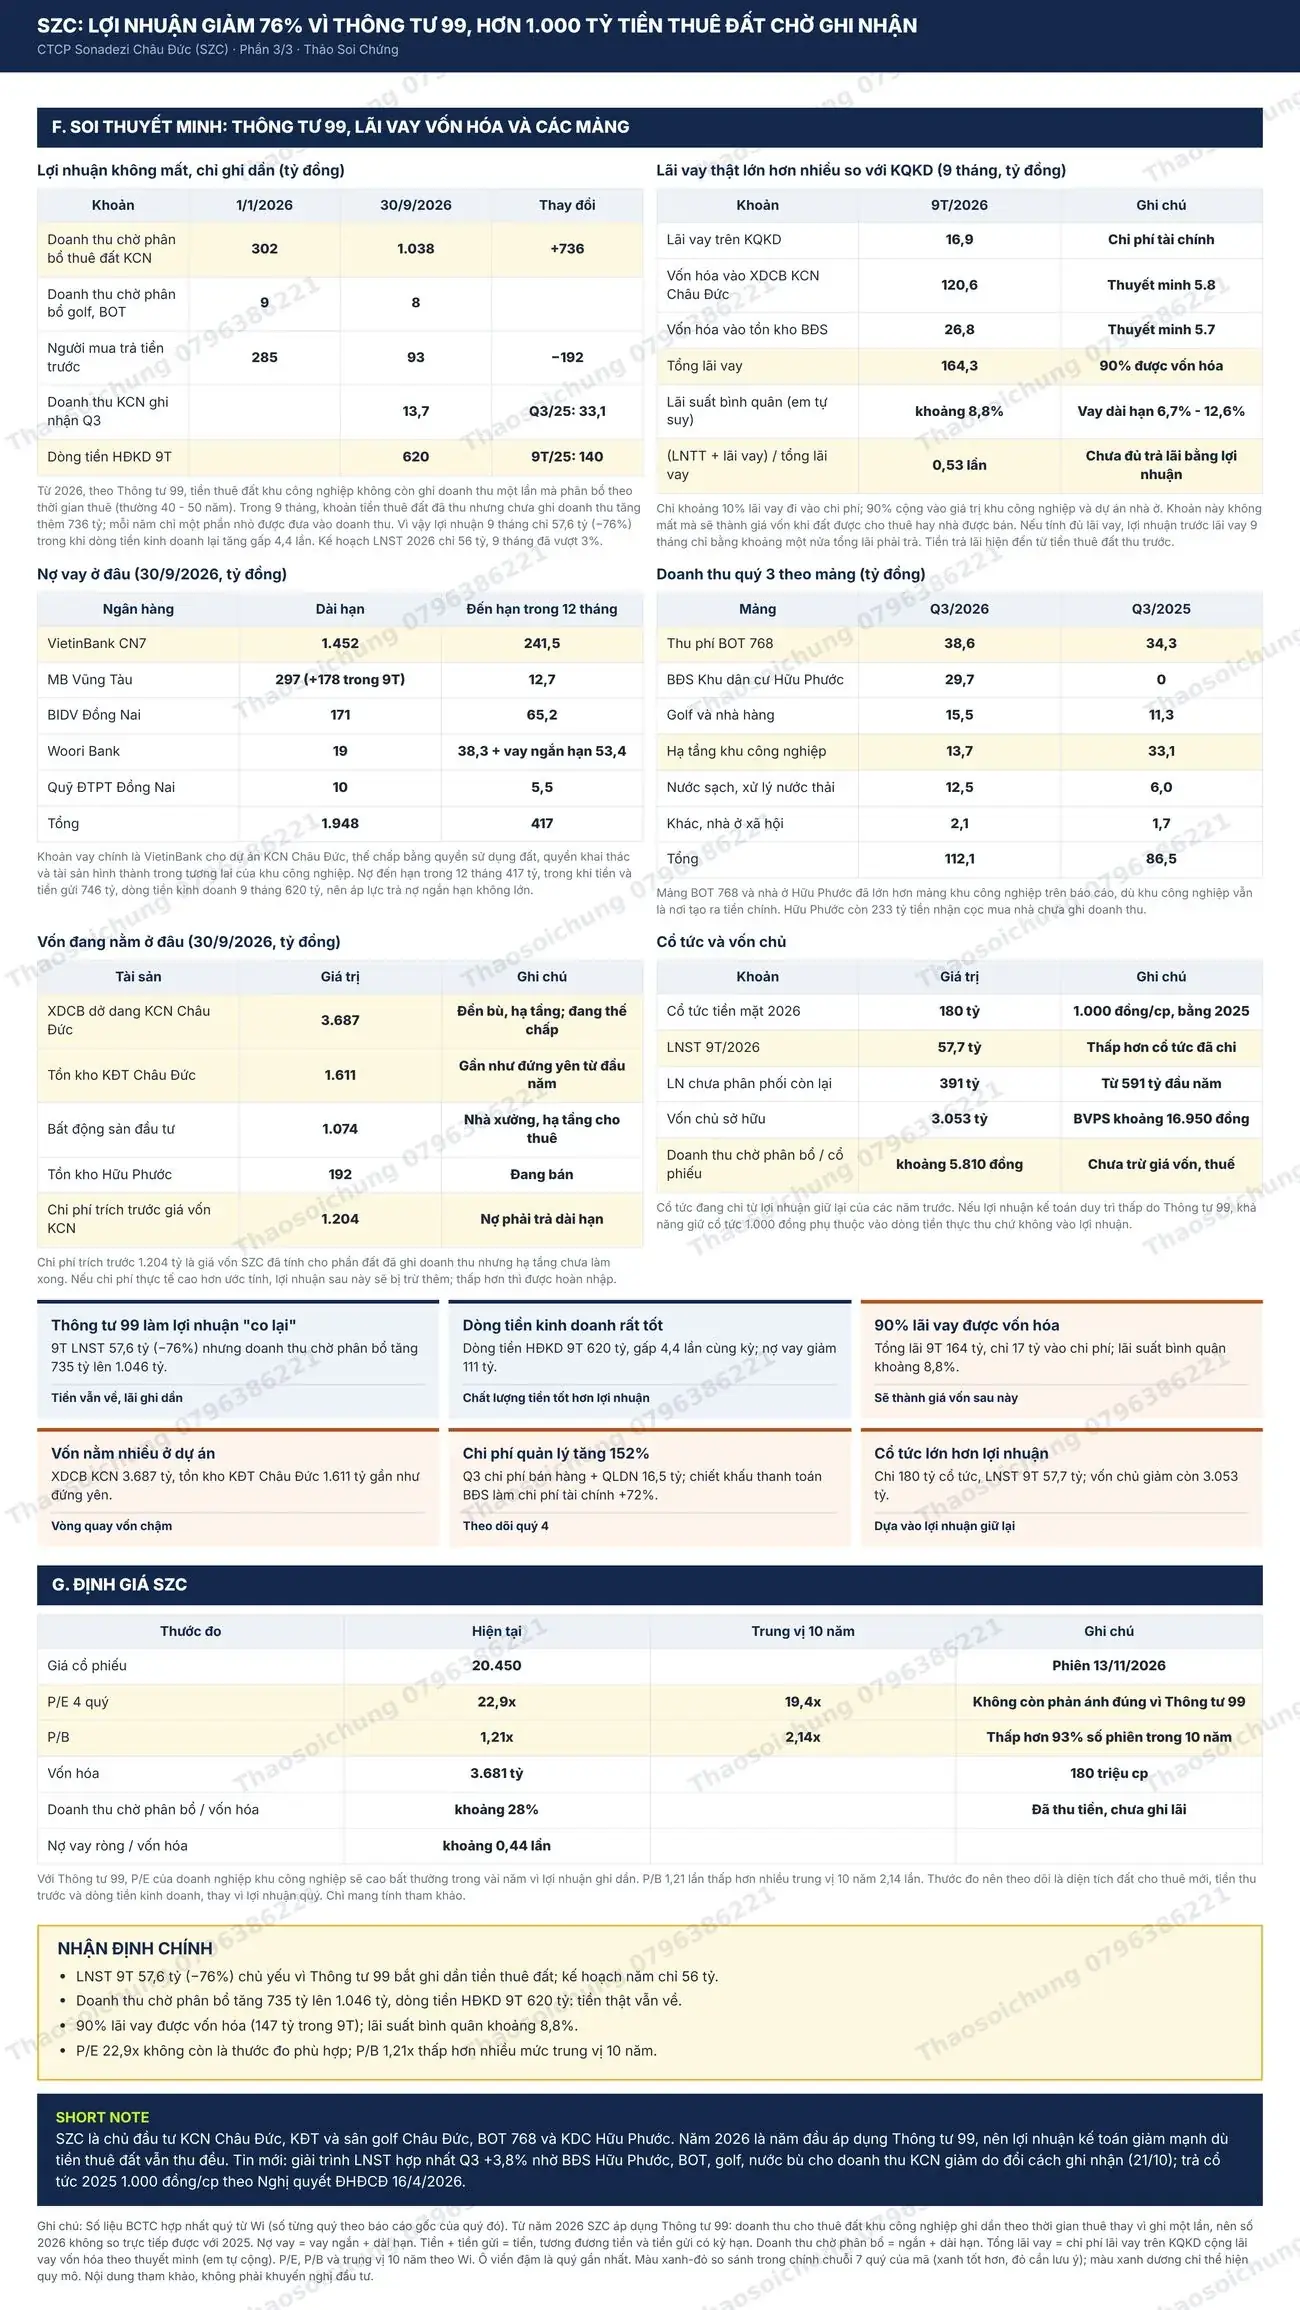 SZC: LỢI NHUẬN GIẢM 76% VÌ THÔNG TƯ 99, HƠN 1.000 TỶ TIỀN THUÊ ĐẤT CHỜ GHI NHẬN
CTCP Sonadezi Châu Đức (SZC) · Phần 3/3 · Thảo Soi Chứng
F. SOI THUYẾT MINH: THÔNG TƯ 99, LÃI VAY VỐN HÓA VÀ CÁC MẢNG
Lợi nhuận không mất, chỉ ghi dần (tỷ đồng)
Khoản 1/1/2026 30/9/2026 Thay đổi
Doanh thu chờ phân
bổ thuê đất KCN 302 1.038 +736
Doanh thu chờ phân
bổ golf, BOT 9 8
Người mua trả tiền
trước 285 93 −192
Doanh thu KCN ghi
nhận Q3 13,7 Q3/25: 33,1
Dòng tiền HĐKD 9T 620 9T/25: 140
Từ 2026, theo Thông tư 99, tiền thuê đất khu công nghiệp không còn ghi doanh thu một lần mà phân bổ theo
thời gian thuê (thường 40 - 50 năm). Trong 9 tháng, khoản tiền thuê đất đã thu nhưng chưa ghi doanh thu tăng
thêm 736 tỷ; mỗi năm chỉ một phần nhỏ được đưa vào doanh thu. Vì vậy lợi nhuận 9 tháng chỉ 57,6 tỷ (−76%)
trong khi dòng tiền kinh doanh lại tăng gấp 4,4 lần. Kế hoạch LNST 2026 chỉ 56 tỷ, 9 tháng đã vượt 3%.
Lãi vay thật lớn hơn nhiều so với KQKD (9 tháng, tỷ đồng)
Khoản 9T/2026 Ghi chú
Lãi vay trên KQKD 16,9 Chi phí tài chính
Vốn hóa vào XDCB KCN
Châu Đức 120,6 Thuyết minh 5.8
Vốn hóa vào tồn kho BĐS 26,8 Thuyết minh 5.7
Tổng lãi vay 164,3 90% được vốn hóa
Lãi suất bình quân (em tự
suy) khoảng 8,8% Vay dài hạn 6,7% - 12,6%
(LNTT + lãi vay) / tổng lãi
vay 0,53 lần Chưa đủ trả lãi bằng lợi
nhuận
Chỉ khoảng 10% lãi vay đi vào chi phí; 90% cộng vào giá trị khu công nghiệp và dự án nhà ở. Khoản này không
mất mà sẽ thành giá vốn khi đất được cho thuê hay nhà được bán. Nếu tính đủ lãi vay, lợi nhuận trước lãi vay 9
tháng chỉ bằng khoảng một nửa tổng lãi phải trả. Tiền trả lãi hiện đến từ tiền thuê đất thu trước.
Nợ vay ở đâu (30/9/2026, tỷ đồng)
Ngân hàng Dài hạn Đến hạn trong 12 tháng
VietinBank CN7 1.452 241,5
MB Vũng Tàu 297 (+178 trong 9T) 12,7
BIDV Đồng Nai 171 65,2
Woori Bank 19 38,3 + vay ngắn hạn 53,4
Quỹ ĐTPT Đồng Nai 10 5,5
Tổng 1.948 417
Khoản vay chính là VietinBank cho dự án KCN Châu Đức, thế chấp bằng quyền sử dụng đất, quyền khai thác
và tài sản hình thành trong tương lai của khu công nghiệp. Nợ đến hạn trong 12 tháng 417 tỷ, trong khi tiền và
tiền gửi 746 tỷ, dòng tiền kinh doanh 9 tháng 620 tỷ, nên áp lực trả nợ ngắn hạn không lớn.
Doanh thu quý 3 theo mảng (tỷ đồng)
Mảng Q3/2026 Q3/2025
Thu phí BOT 768 38,6 34,3
BĐS Khu dân cư Hữu Phước 29,7 0
Golf và nhà hàng 15,5 11,3
Hạ tầng khu công nghiệp 13,7 33,1
Nước sạch, xử lý nước thải 12,5 6,0
Khác, nhà ở xã hội 2,1 1,7
Tổng 112,1 86,5
Mảng BOT 768 và nhà ở Hữu Phước đã lớn hơn mảng khu công nghiệp trên báo cáo, dù khu công nghiệp vẫn
là nơi tạo ra tiền chính. Hữu Phước còn 233 tỷ tiền nhận cọc mua nhà chưa ghi doanh thu.
Vốn đang nằm ở đâu (30/9/2026, tỷ đồng)
Tài sản Giá trị Ghi chú
XDCB dở dang KCN Châu
Đức 3.687 Đền bù, hạ tầng; đang thế
chấp
Tồn kho KĐT Châu Đức 1.611 Gần như đứng yên từ đầu
năm
Bất động sản đầu tư 1.074 Nhà xưởng, hạ tầng cho
thuê
Tồn kho Hữu Phước 192 Đang bán
Chi phí trích trước giá vốn
KCN 1.204 Nợ phải trả dài hạn
Chi phí trích trước 1.204 tỷ là giá vốn SZC đã tính cho phần đất đã ghi doanh thu nhưng hạ tầng chưa làm
xong. Nếu chi phí thực tế cao hơn ước tính, lợi nhuận sau này sẽ bị trừ thêm; thấp hơn thì được hoàn nhập.
Cổ tức và vốn chủ
Khoản Giá trị Ghi chú
Cổ tức tiền mặt 2026 180 tỷ 1.000 đồng/cp, bằng 2025
LNST 9T/2026 57,7 tỷ Thấp hơn cổ tức đã chi
LN chưa phân phối còn lại 391 tỷ Từ 591 tỷ đầu năm
Vốn chủ sở hữu 3.053 tỷ BVPS khoảng 16.950 đồng
Doanh thu chờ phân bổ / cổ
phiếu khoảng 5.810 đồng Chưa trừ giá vốn, thuế
Cổ tức đang chi từ lợi nhuận giữ lại của các năm trước. Nếu lợi nhuận kế toán duy trì thấp do Thông tư 99, khả
năng giữ cổ tức 1.000 đồng phụ thuộc vào dòng tiền thực thu chứ không vào lợi nhuận.
Thông tư 99 làm lợi nhuận "co lại"
9T LNST 57,6 tỷ (−76%) nhưng doanh thu chờ phân bổ tăng
735 tỷ lên 1.046 tỷ.
Tiền vẫn về, lãi ghi dần
Dòng tiền kinh doanh rất tốt
Dòng tiền HĐKD 9T 620 tỷ, gấp 4,4 lần cùng kỳ; nợ vay giảm
111 tỷ.
Chất lượng tiền tốt hơn lợi nhuận
90% lãi vay được vốn hóa
Tổng lãi 9T 164 tỷ, chỉ 17 tỷ vào chi phí; lãi suất bình quân
khoảng 8,8%.
Sẽ thành giá vốn sau này
Vốn nằm nhiều ở dự án
XDCB KCN 3.687 tỷ, tồn kho KĐT Châu Đức 1.611 tỷ gần như
đứng yên.
Vòng quay vốn chậm
Chi phí quản lý tăng 152%
Q3 chi phí bán hàng + QLDN 16,5 tỷ; chiết khấu thanh toán
BĐS làm chi phí tài chính +72%.
Theo dõi quý 4
Cổ tức lớn hơn lợi nhuận
Chi 180 tỷ cổ tức, LNST 9T 57,7 tỷ; vốn chủ giảm còn 3.053
tỷ.
Dựa vào lợi nhuận giữ lại
G. ĐỊNH GIÁ SZC
Thước đo Hiện tại Trung vị 10 năm Ghi chú
Giá cổ phiếu 20.450 Phiên 13/11/2026
P/E 4 quý 22,9x 19,4x Không còn phản ánh đúng vì Thông tư 99
P/B 1,21x 2,14x Thấp hơn 93% số phiên trong 10 năm
Vốn hóa 3.681 tỷ 180 triệu cp
Doanh thu chờ phân bổ / vốn hóa khoảng 28% Đã thu tiền, chưa ghi lãi
Nợ vay ròng / vốn hóa khoảng 0,44 lần
Với Thông tư 99, P/E của doanh nghiệp khu công nghiệp sẽ cao bất thường trong vài năm vì lợi nhuận ghi dần. P/B 1,21 lần thấp hơn nhiều trung vị 10 năm 2,14 lần. Thước đo nên theo dõi là diện tích đất cho thuê mới, tiền thu
trước và dòng tiền kinh doanh, thay vì lợi nhuận quý. Chỉ mang tính tham khảo.
NHẬN ĐỊNH CHÍNH
• LNST 9T 57,6 tỷ (−76%) chủ yếu vì Thông tư 99 bắt ghi dần tiền thuê đất; kế hoạch năm chỉ 56 tỷ.
• Doanh thu chờ phân bổ tăng 735 tỷ lên 1.046 tỷ, dòng tiền HĐKD 9T 620 tỷ: tiền thật vẫn về.
• 90% lãi vay được vốn hóa (147 tỷ trong 9T); lãi suất bình quân khoảng 8,8%.
• P/E 22,9x không còn là thước đo phù hợp; P/B 1,21x thấp hơn nhiều mức trung vị 10 năm.
SHORT NOTE
SZC là chủ đầu tư KCN Châu Đức, KĐT và sân golf Châu Đức, BOT 768 và KDC Hữu Phước. Năm 2026 là năm đầu áp dụng Thông tư 99, nên lợi nhuận kế toán giảm mạnh dù
tiền thuê đất vẫn thu đều. Tin mới: giải trình LNST hợp nhất Q3 +3,8% nhờ BĐS Hữu Phước, BOT, golf, nước bù cho doanh thu KCN giảm do đổi cách ghi nhận (21/10); trả cổ
tức 2025 1.000 đồng/cp theo Nghị quyết ĐHĐCĐ 16/4/2026.
Ghi chú: Số liệu BCTC hợp nhất quý từ Wi (số từng quý theo báo cáo gốc của quý đó). Từ năm 2026 SZC áp dụng Thông tư 99: doanh thu cho thuê đất khu công nghiệp ghi dần theo thời gian thuê thay vì ghi một lần, nên số
2026 không so trực tiếp được với 2025. Nợ vay = vay ngắn + dài hạn. Tiền + tiền gửi = tiền, tương đương tiền và tiền gửi có kỳ hạn. Doanh thu chờ phân bổ = ngắn + dài hạn. Tổng lãi vay = chi phí lãi vay trên KQKD cộng lãi
vay vốn hóa theo thuyết minh (em tự cộng). P/E, P/B và trung vị 10 năm theo Wi. Ô viền đậm là quý gần nhất. Màu xanh-đỏ so sánh trong chính chuỗi 7 quý của mã (xanh tốt hơn, đỏ cần lưu ý); màu xanh dương chỉ thể hiện
quy mô. Nội dung tham khảo, không phải khuyến nghị đầu tư.
Thaosoichung 0796386221